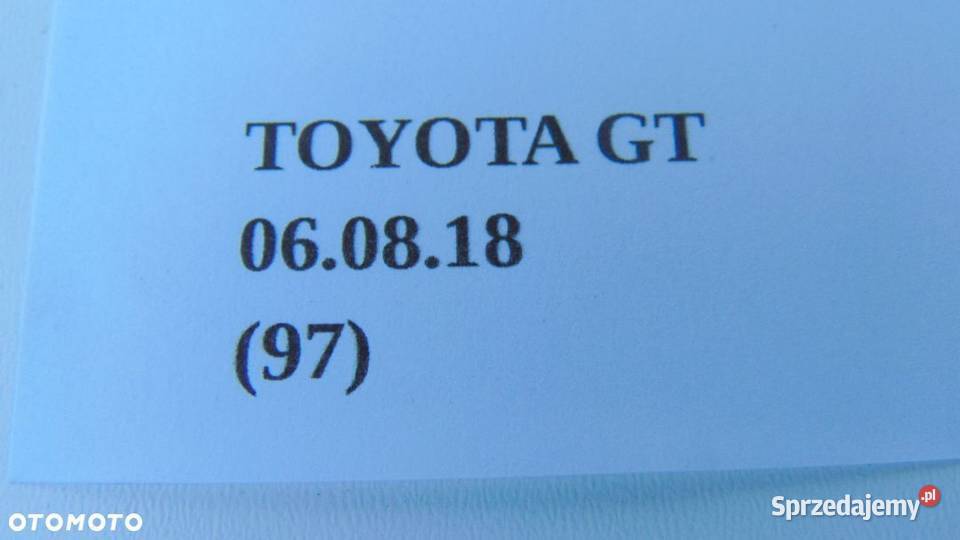 TOYOTA GT
06.08.18
(97)
OTOMOTO
Sprzedajemy.pl